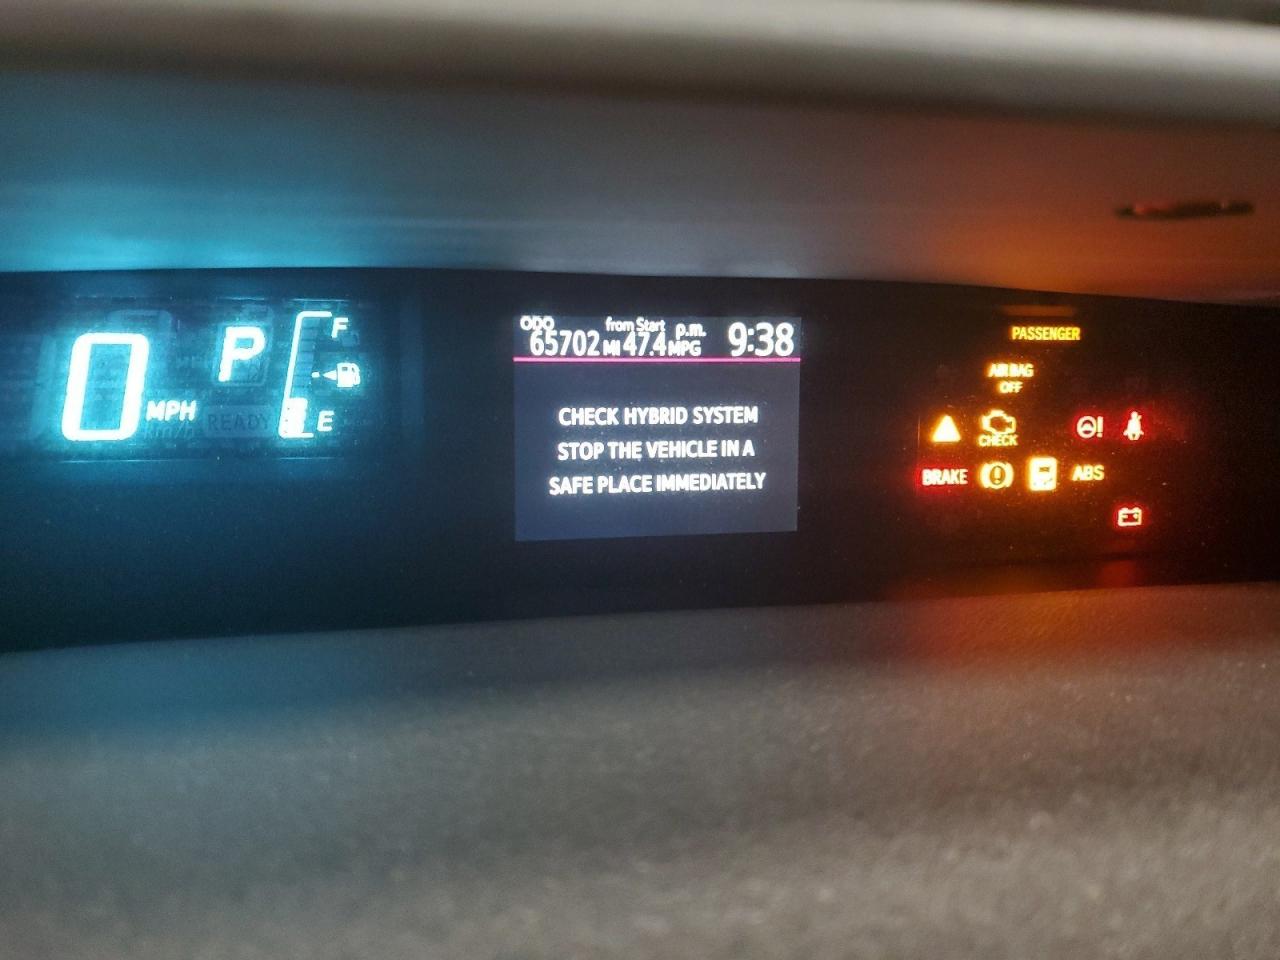 0 MPH
P
READY
F
E
ODO 65702 MI
from Start 47.4 MPG
p.m. 9:38
CHECK HYBRID SYSTEM
STOP THE VEHICLE IN A
SAFE PLACE IMMEDIATELY
PASSENGER
AIR BAG
OFF
CHECK
BRAKE
ABS